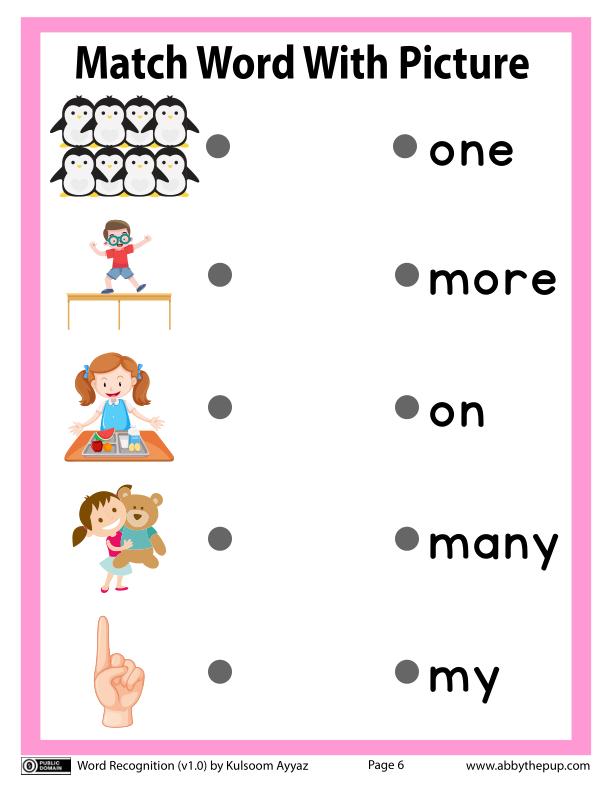 Match Word With Picture
one
more
on
many
my
0 PUBLIC DOMAIN Word Recognition (v1.0) by Kulsoom Ayyaz Page 6 www.abbythepup.com